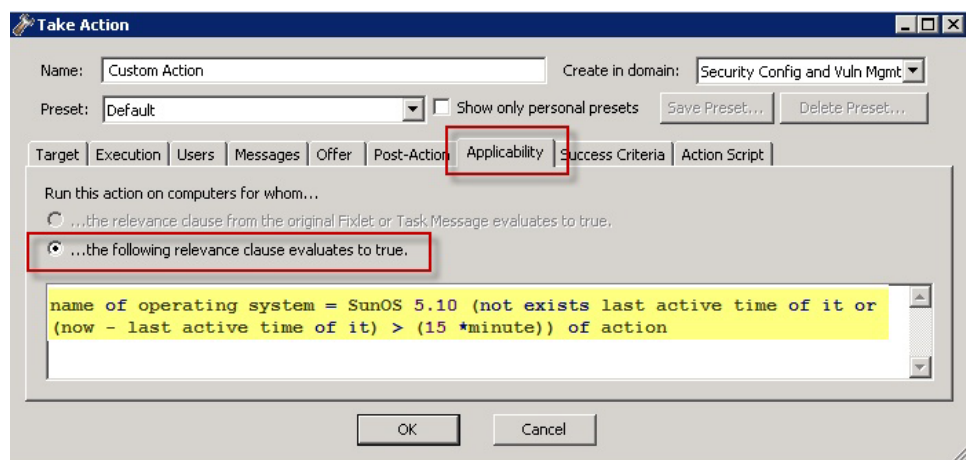 Take Action
Name: Custom Action Create in domain: Security Config and Vuln Mgmt
Preset: Default Show only personal presets Save Preset... Delete Preset...
Target Execution Users Messages Offer Post-Action Applicability Success Criteria Action Script
Run this action on computers for whom...
...the relevance clause from the original Fixlet or Task Message evaluates to true.
...the following relevance clause evaluates to true.
name of operating system = SunOS 5.10 (not exists last active time of it or
(now - last active time of it) > (15 *minute)) of action
OK Cancel